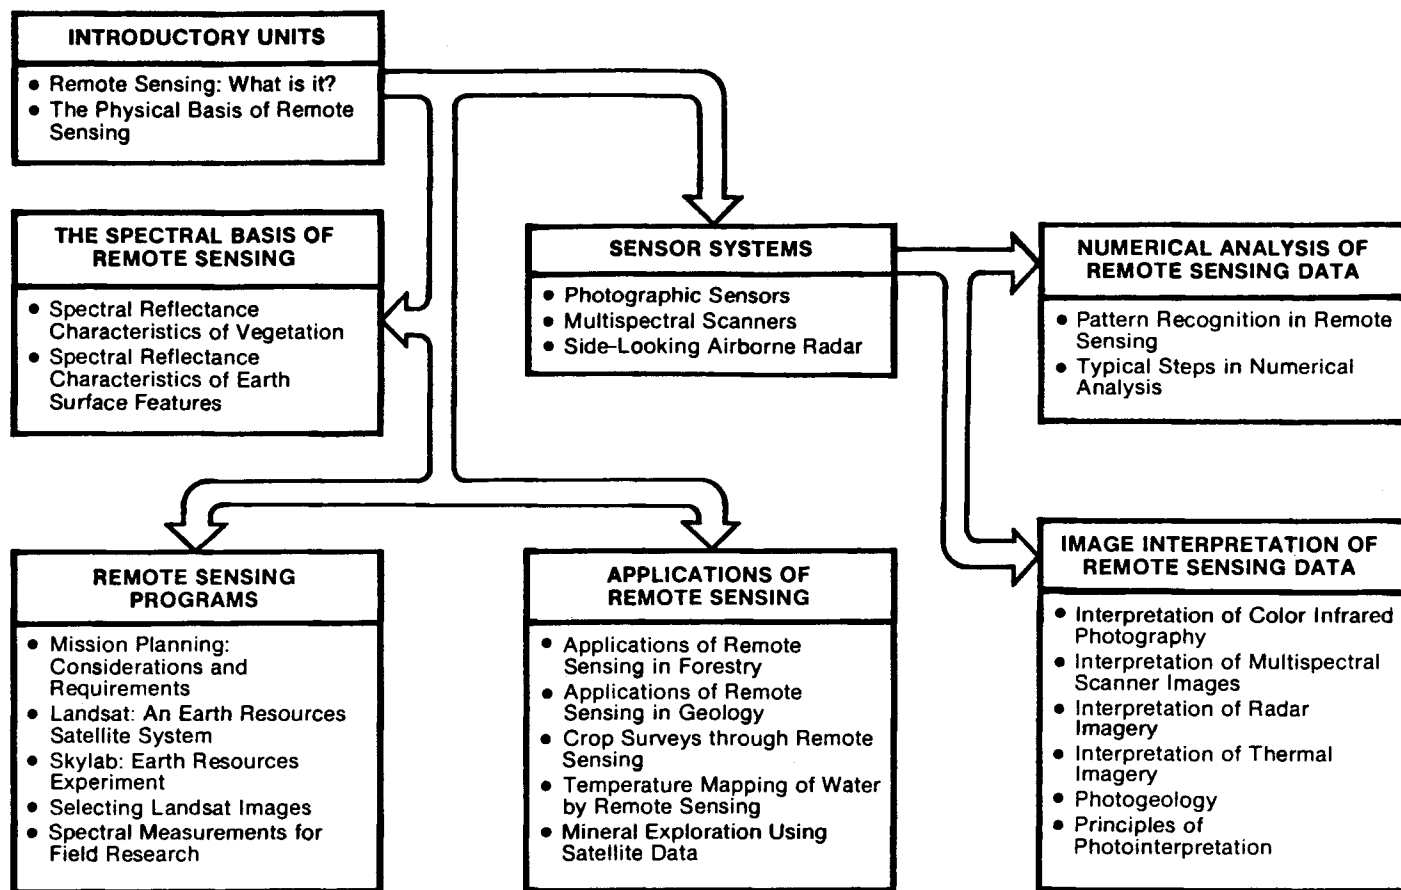 INTRODUCTORY UNITS
● Remote Sensing: What is it?
● The Physical Basis of Remote
Sensing
THE SPECTRAL BASIS OF
REMOTE SENSING
● Spectral Reflectance
Characteristics of Vegetation
● Spectral Reflectance
Characteristics of Earth
Surface Features
SENSOR SYSTEMS
● Photographic Sensors
● Multispectral Scanners
● Side-Looking Airborne Radar
NUMERICAL ANALYSIS OF
REMOTE SENSING DATA
● Pattern Recognition in Remote
Sensing
● Typical Steps in Numerical
Analysis
REMOTE SENSING
PROGRAMS
● Mission Planning:
Considerations and
Requirements
● Landsat: An Earth Resources
Satellite System
● Skylab: Earth Resources
Experiment
● Selecting Landsat Images
● Spectral Measurements for
Field Research
APPLICATIONS OF
REMOTE SENSING
● Applications of Remote
Sensing in Forestry
● Applications of Remote
Sensing in Geology
● Crop Surveys through Remote
Sensing
● Temperature Mapping of Water
by Remote Sensing
● Mineral Exploration Using
Satellite Data
IMAGE INTERPRETATION OF
REMOTE SENSING DATA
● Interpretation of Color Infrared
Photography
● Interpretation of Multispectral
Scanner Images
● Interpretation of Radar
Imagery
● Interpretation of Thermal
Imagery
● Photogeology
● Principles of
Photointerpretation